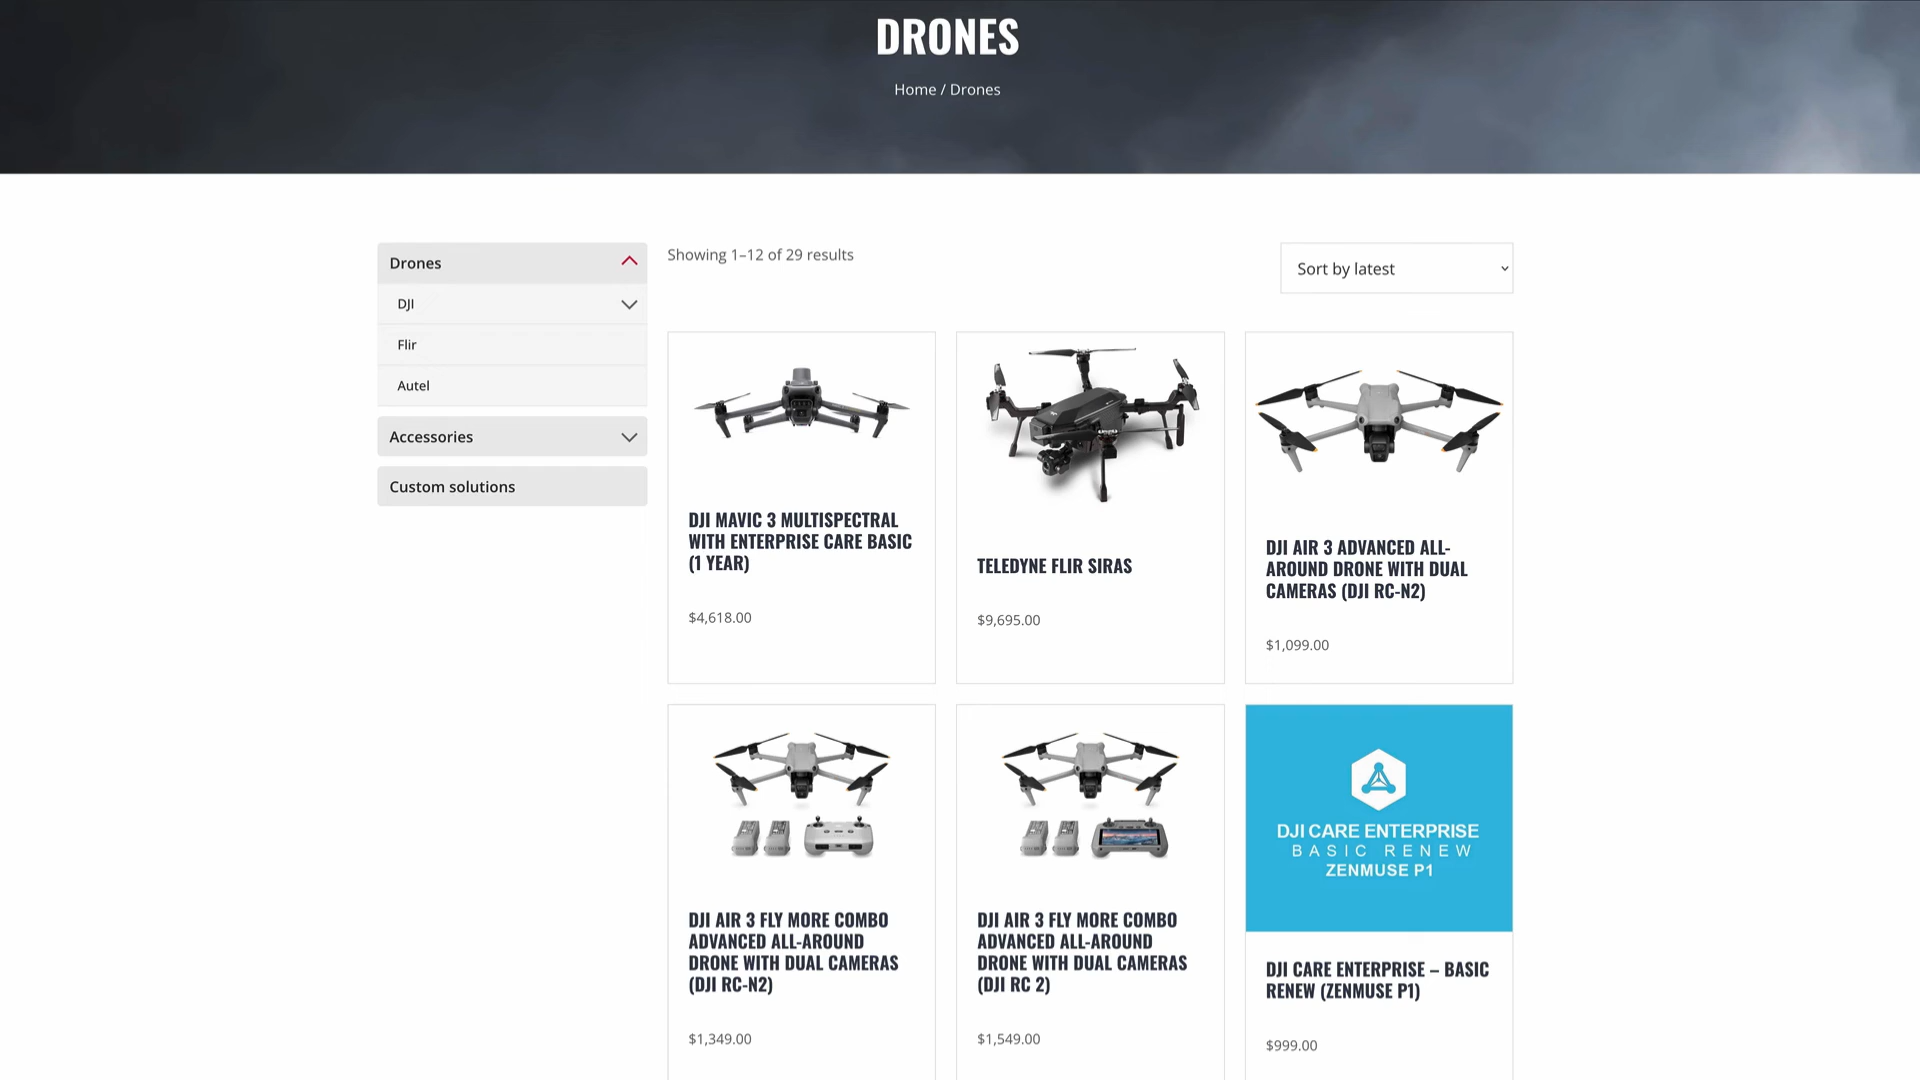 DRONES
Home / Drones
Drones
DJI
Flir
Autel
Accessories
Custom solutions
Showing 1–12 of 29 results
Sort by latest
DJI MAVIC 3 MULTISPECTRAL
WITH ENTERPRISE CARE BASIC
(1 YEAR)
$4,618.00
TELEDYNE FLIR SIRAS
$9,695.00
DJI AIR 3 ADVANCED ALL-
AROUND DRONE WITH DUAL
CAMERAS (DJI RC-N2)
$1,099.00
DJI AIR 3 FLY MORE COMBO
ADVANCED ALL-AROUND
DRONE WITH DUAL CAMERAS
(DJI RC-N2)
$1,349.00
DJI AIR 3 FLY MORE COMBO
ADVANCED ALL-AROUND
DRONE WITH DUAL CAMERAS
(DJI RC 2)
$1,549.00
DJI CARE ENTERPRISE
BASIC RENEW
ZENMUSE P1
DJI CARE ENTERPRISE – BASIC
RENEW (ZENMUSE P1)
$999.00